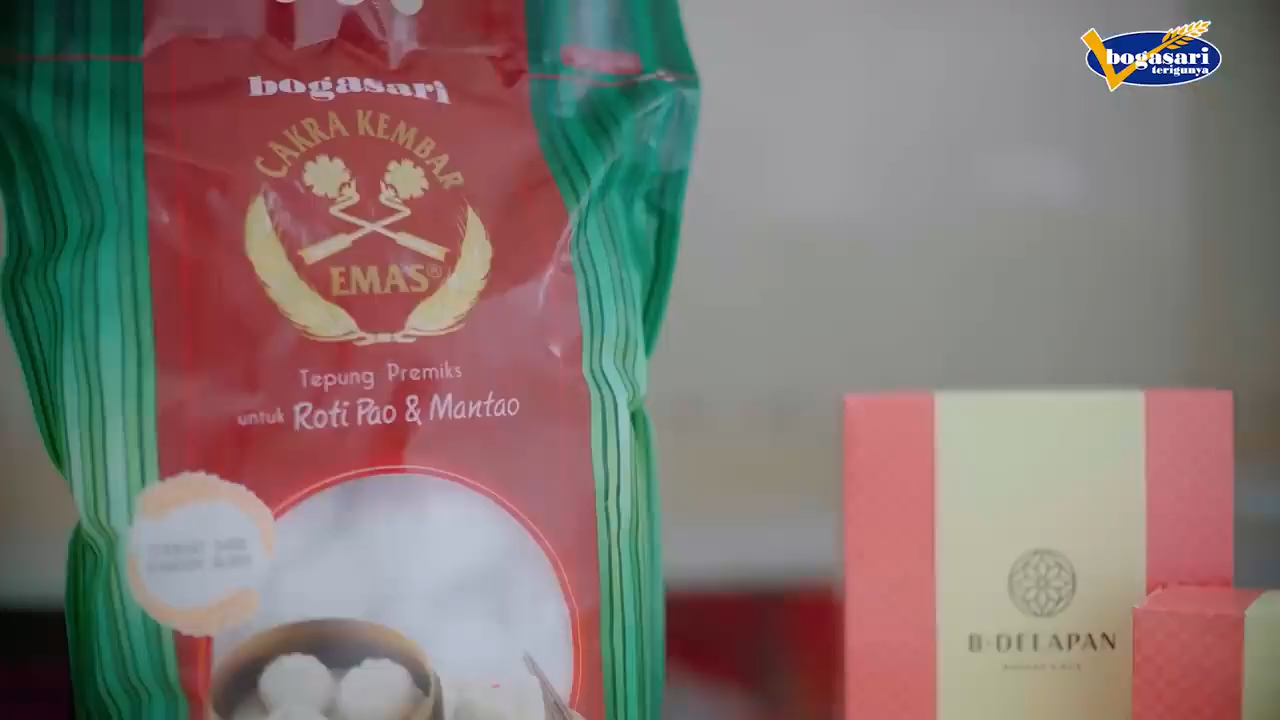 bogasari
CAKRA KEMBAR
EMAS®
Tepung Premiks
untuk Roti Pao & Mantao
bogasari
terigunya
B·DELAPAN